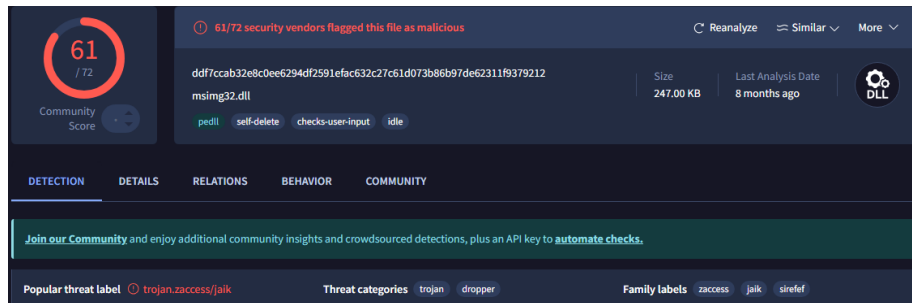 61
/ 72
Community
Score
61/72 security vendors flagged this file as malicious
Reanalyze
Similar
More
ddf7ccab32e8c0ee6294df2591efac632c27c61d073b86b97de62311f9379212
msimg32.dll
pedll self-delete checks-user-input idle
Size
247.00 KB
Last Analysis Date
8 months ago
DLL
DETECTION DETAILS RELATIONS BEHAVIOR COMMUNITY
Join our Community and enjoy additional community insights and crowdsourced detections, plus an API key to automate checks.
Popular threat label trojan.zaccess/jaik Threat categories trojan dropper Family labels zaccess jaik sirefef